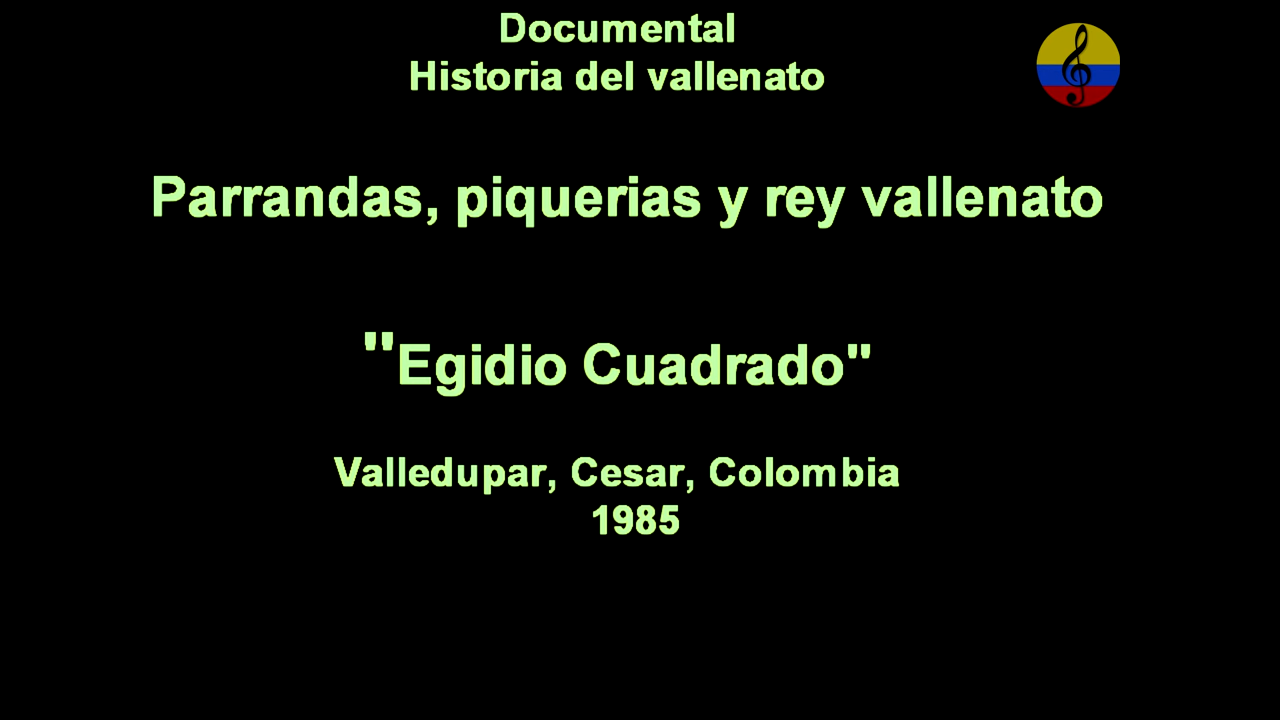 Documental
Historia del vallenato
Parrandas, piquerias y rey vallenato
"Egidio Cuadrado"
Valledupar, Cesar, Colombia
1985